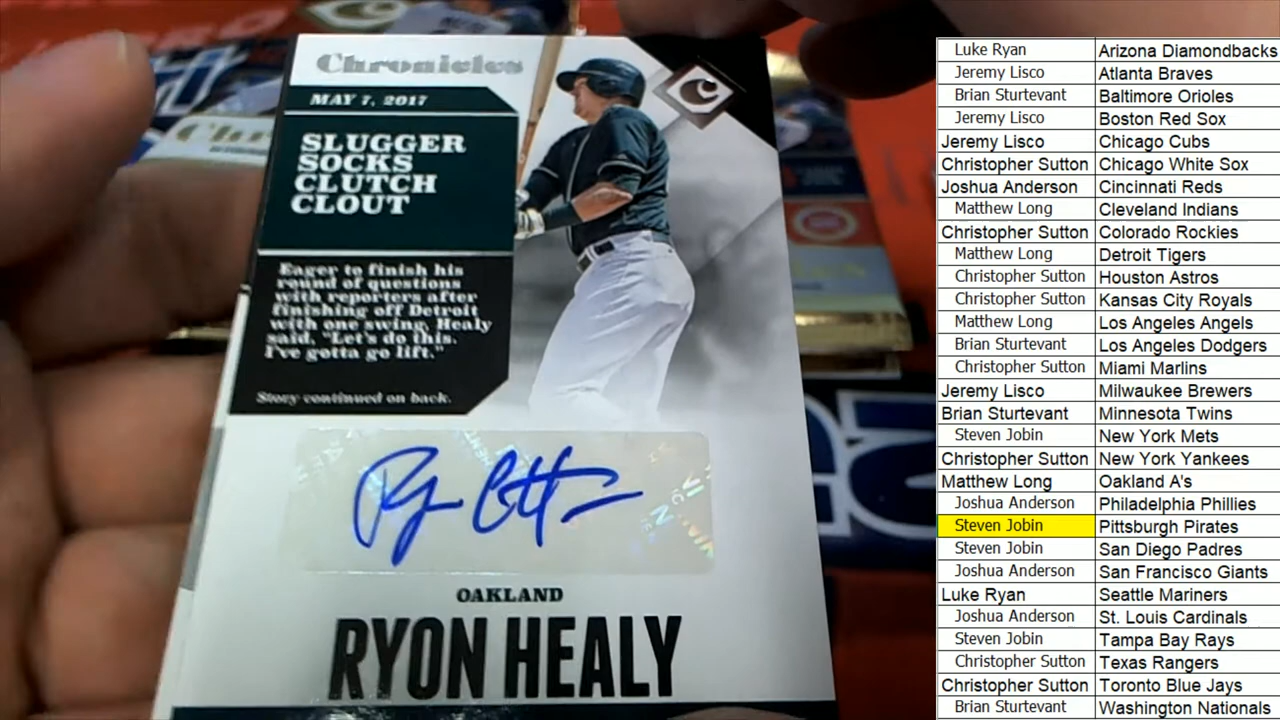 Chronicles
MAY 7, 2017
SLUGGER
SOCKS
CLUTCH
CLOUT
Eager to finish his
round of questions
with reporters after
finishing off Detroit
with one swing, Healy
said, "Let's do this.
I've gotta go lift."
Story continued on back.
OAKLAND
RYON HEALY
Luke Ryan Arizona Diamondbacks
Jeremy Lisco Atlanta Braves
Brian Sturtevant Baltimore Orioles
Jeremy Lisco Boston Red Sox
Jeremy Lisco Chicago Cubs
Christopher Sutton Chicago White Sox
Joshua Anderson Cincinnati Reds
Matthew Long Cleveland Indians
Christopher Sutton Colorado Rockies
Matthew Long Detroit Tigers
Christopher Sutton Houston Astros
Christopher Sutton Kansas City Royals
Matthew Long Los Angeles Angels
Brian Sturtevant Los Angeles Dodgers
Christopher Sutton Miami Marlins
Jeremy Lisco Milwaukee Brewers
Brian Sturtevant Minnesota Twins
Steven Jobin New York Mets
Christopher Sutton New York Yankees
Matthew Long Oakland A's
Joshua Anderson Philadelphia Phillies
Steven Jobin Pittsburgh Pirates
Steven Jobin San Diego Padres
Joshua Anderson San Francisco Giants
Luke Ryan Seattle Mariners
Joshua Anderson St. Louis Cardinals
Steven Jobin Tampa Bay Rays
Christopher Sutton Texas Rangers
Christopher Sutton Toronto Blue Jays
Brian Sturtevant Washington Nationals